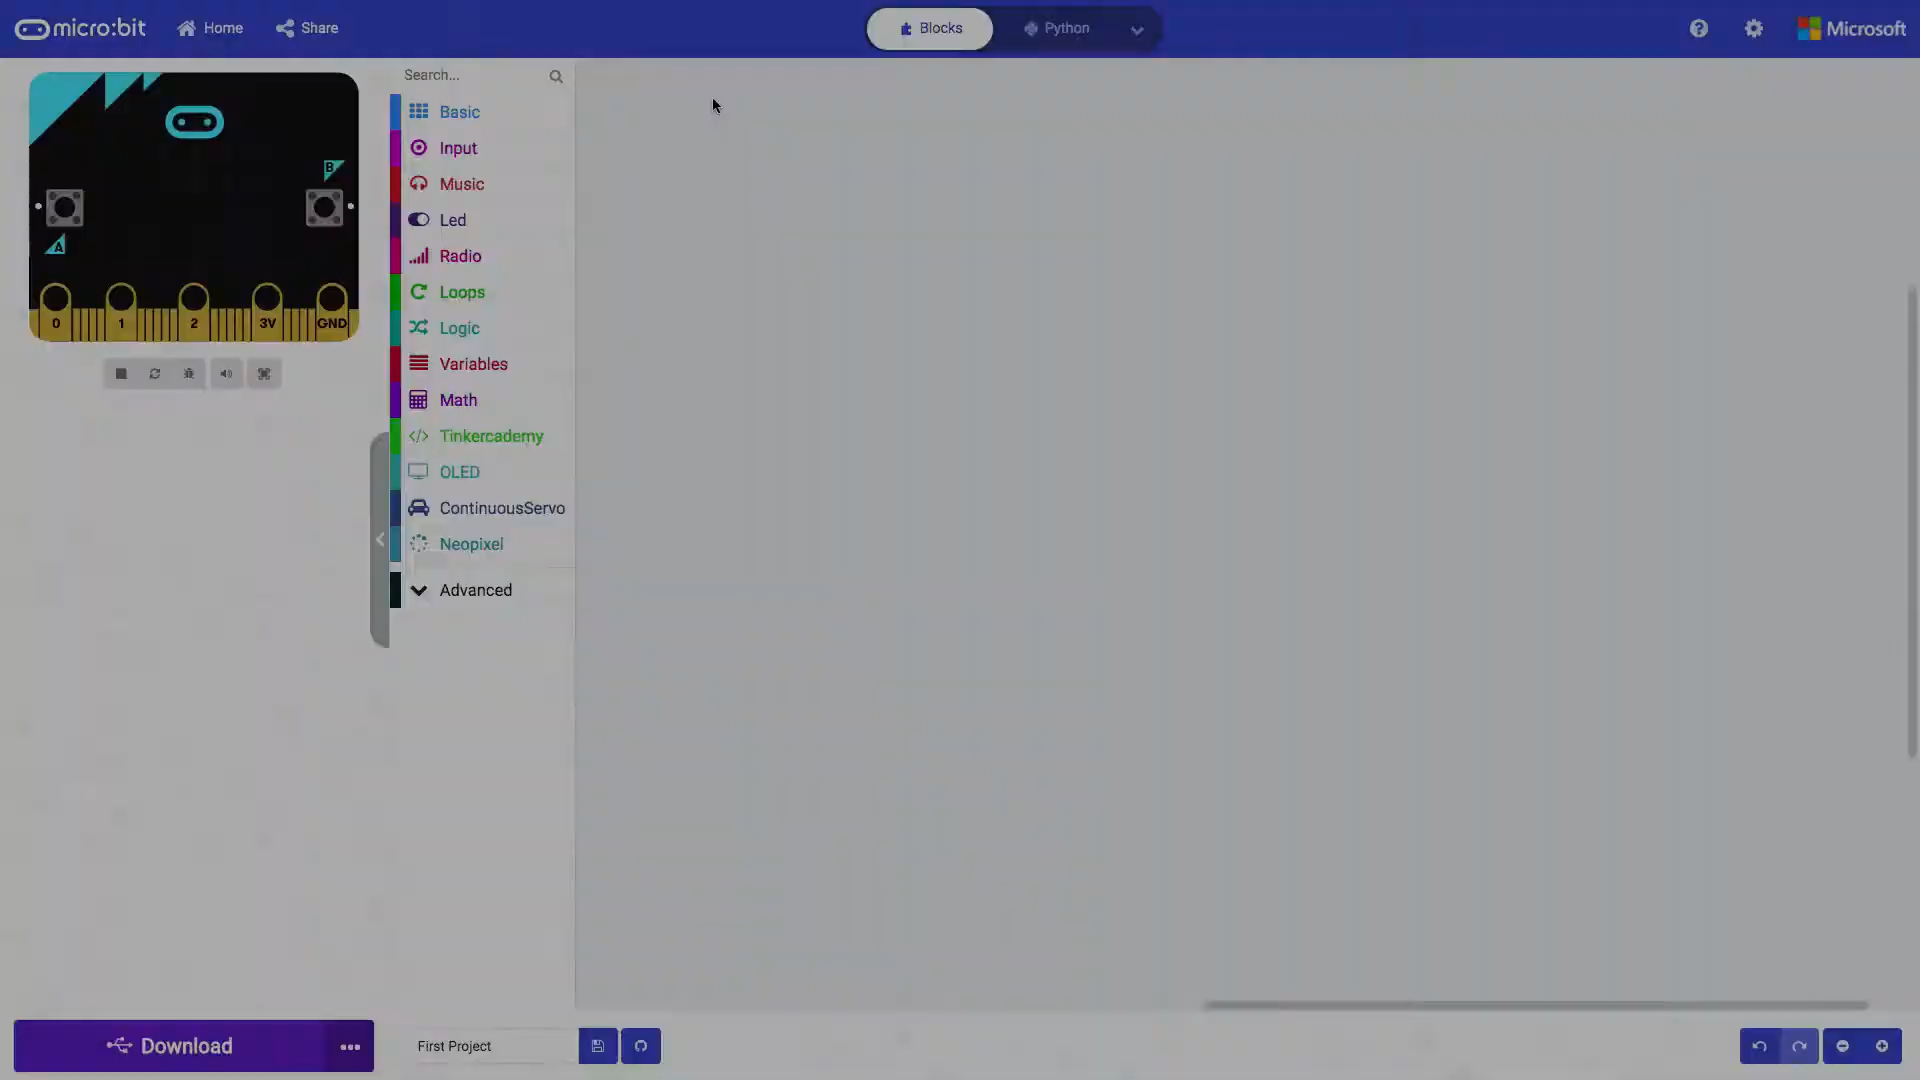 micro:bit
Home
Share
Blocks
Python
Microsoft
Search...
Basic
Input
Music
Led
Radio
Loops
Logic
Variables
Math
Tinkercademy
OLED
ContinuousServo
Neopixel
Advanced
B
A
0 1 2 3V GND
Download
First Project